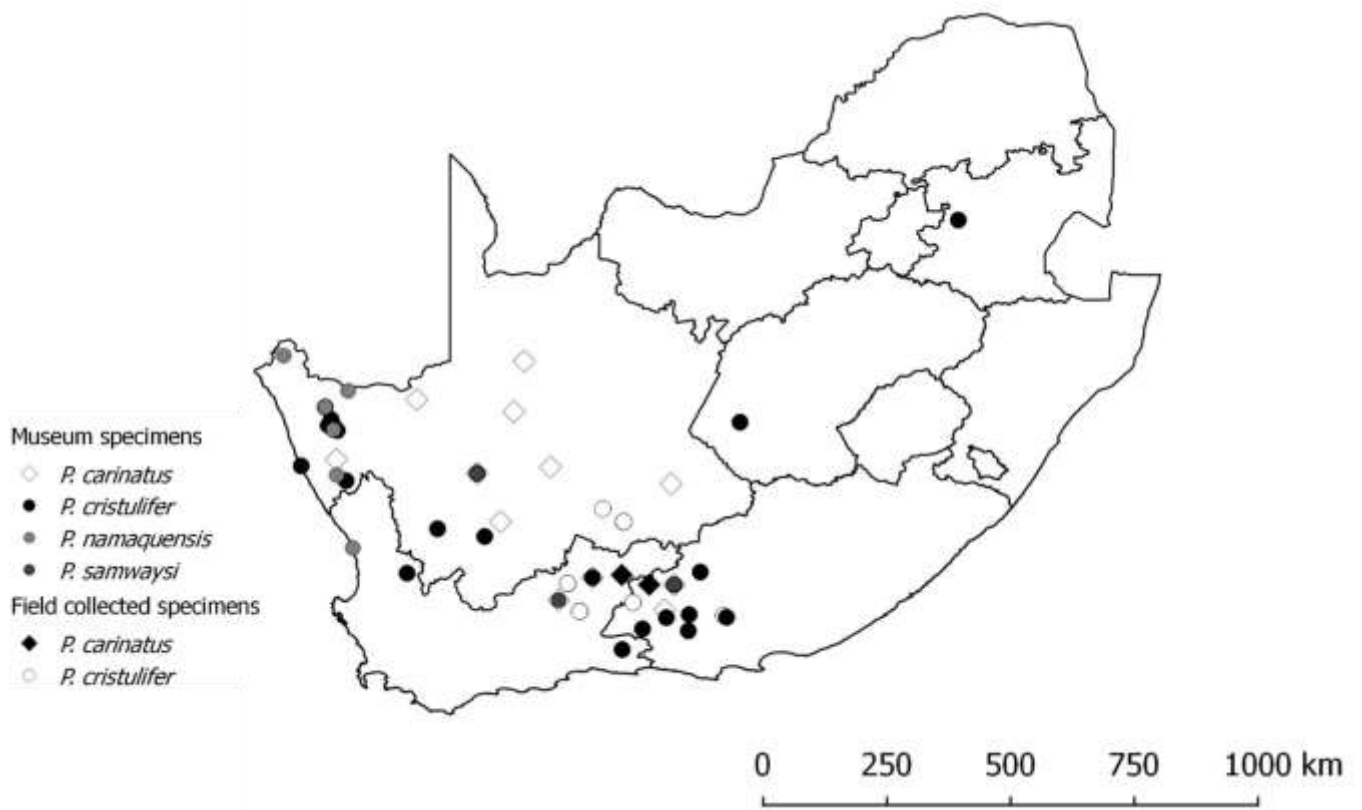 Museum specimens
P. carinatus
P. cristulifer
P. namaquensis
P. samwaysi
Field collected specimens
P. carinatus
P. cristulifer
0 250 500 750 1000 km